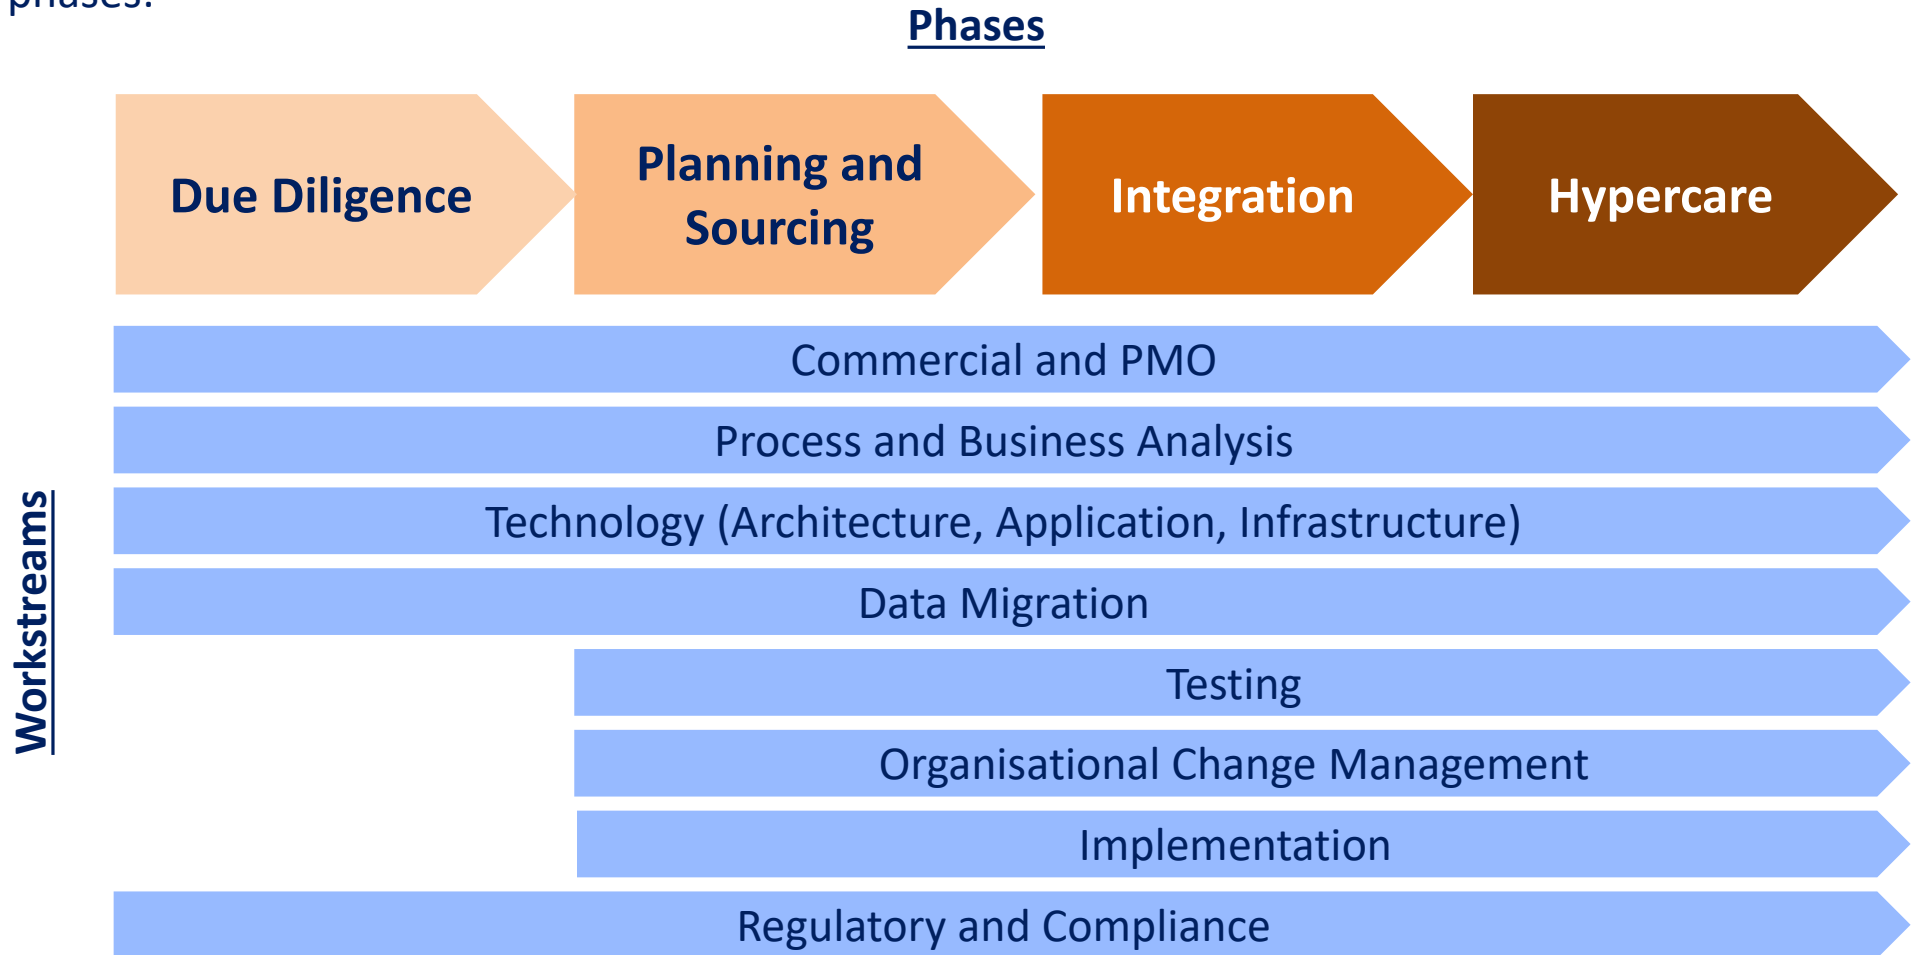 phases.
Phases
Due Diligence
Planning and
Sourcing
Integration
Hypercare
Workstreams
Commercial and PMO
Process and Business Analysis
Technology (Architecture, Application, Infrastructure)
Data Migration
Testing
Organisational Change Management
Implementation
Regulatory and Compliance